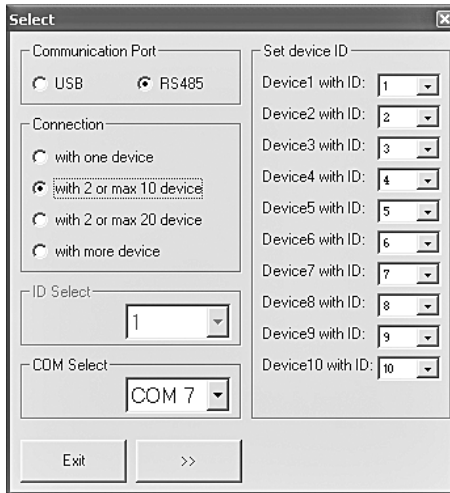 Select
Communication Port
USB
RS485
Connection
with one device
with 2 or max 10 device
with 2 or max 20 device
with more device
ID Select
1
COM Select
COM 7
Exit
>>
Set device ID
Device1 with ID: 1
Device2 with ID: 2
Device3 with ID: 3
Device4 with ID: 4
Device5 with ID: 5
Device6 with ID: 6
Device7 with ID: 7
Device8 with ID: 8
Device9 with ID: 9
Device10 with ID: 10